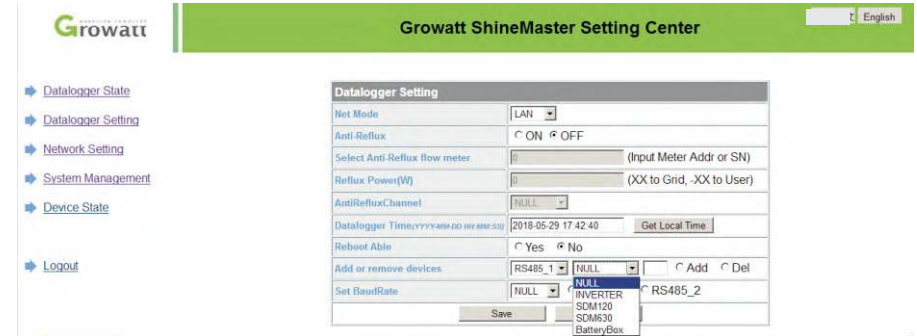 Growatt
Growatt ShineMaster Setting Center
English
Datalogger State
Datalogger Setting
Network Setting
System Management
Device State
Logout
Datalogger Setting
Net Mode LAN
Anti-Reflux ON OFF
Select Anti-Reflux flow meter 0 (Input Meter Addr or SN)
Reflux Power(W) 0 (XX to Grid, -XX to User)
AntiRefluxChannel NULL
Datalogger Time(YYYY-MM-DD HH:MM:SS) 2018-05-29 17:42:40 Get Local Time
Reboot Able Yes No
Add or remove devices RS485_1 NULL Add Del
Set BaudRate NULL RS485_2
NULL
INVERTER
SDM120
SDM630
BatteryBox
Save